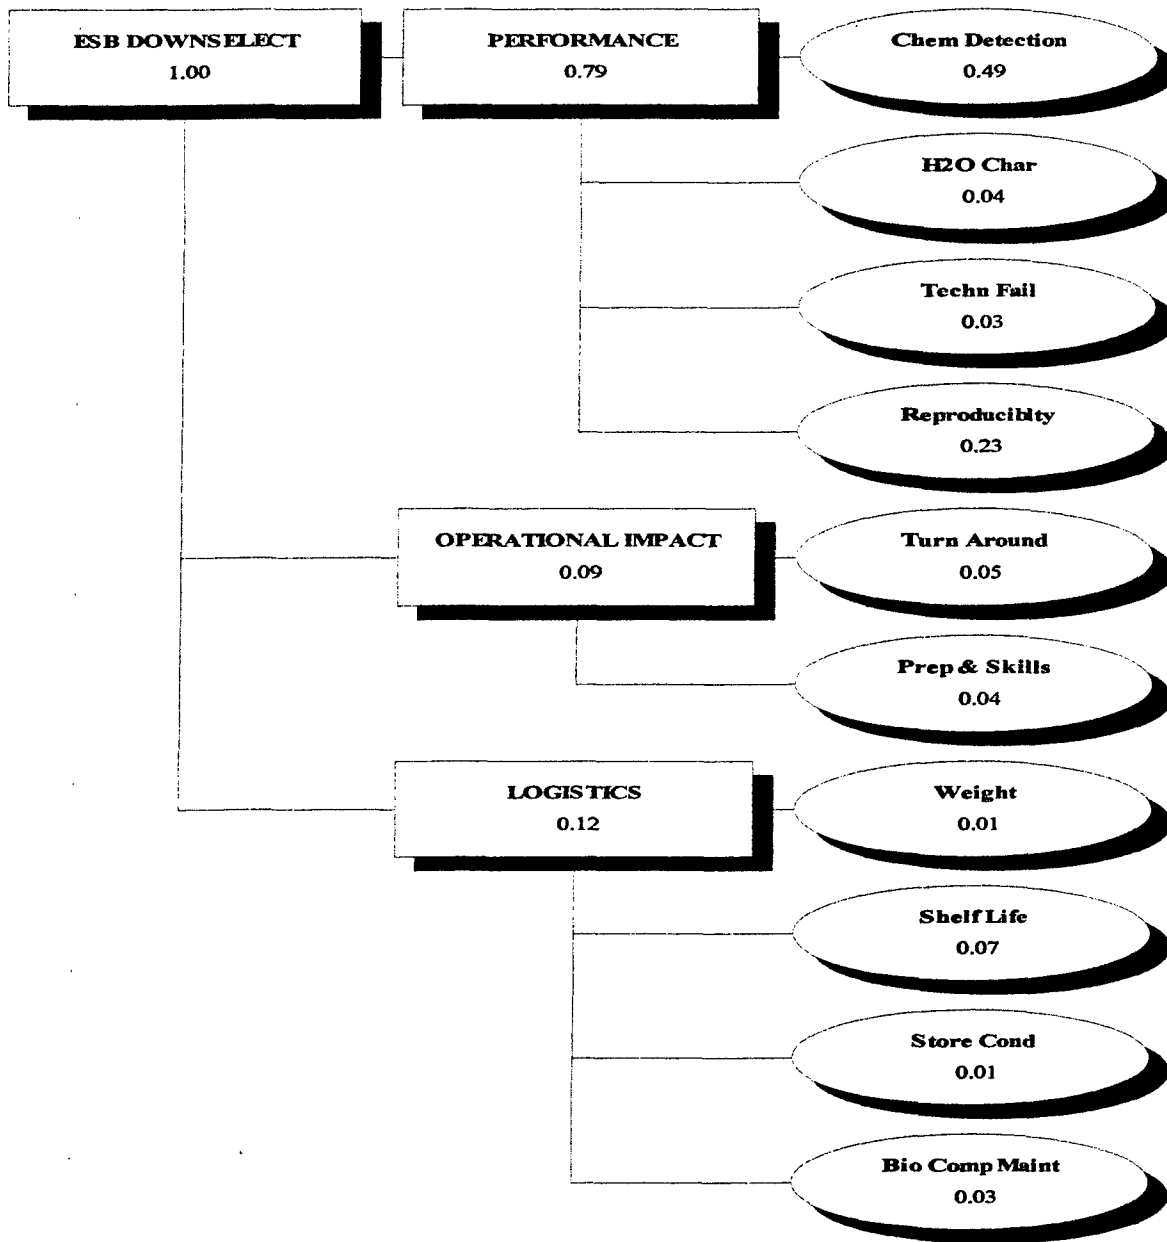 ESB DOWNSELECT
1.00
PERFORMANCE
0.79
Chem Detection
0.49
H2O Char
0.04
Techn Fail
0.03
Reproduciblty
0.23
OPERATIONAL IMPACT
0.09
Turn Around
0.05
Prep & Skills
0.04
LOGISTICS
0.12
Weight
0.01
Shelf Life
0.07
Store Cond
0.01
Bio Comp Maint
0.03